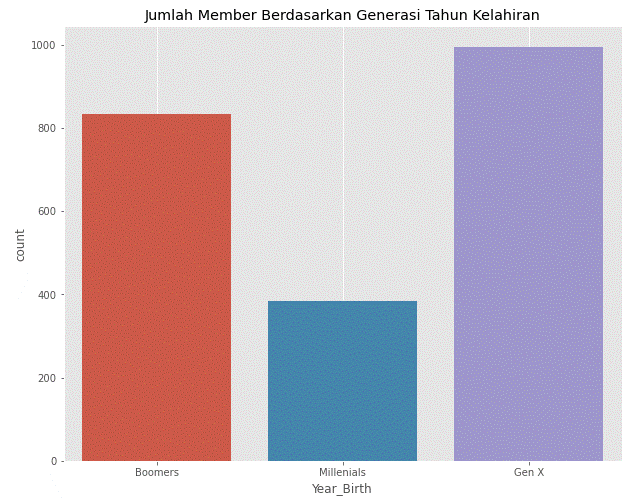 Jumlah Member Berdasarkan Generasi Tahun Kelahiran
1000
800
600
400
200
0
count
Boomers Millenials Gen X
Year_Birth